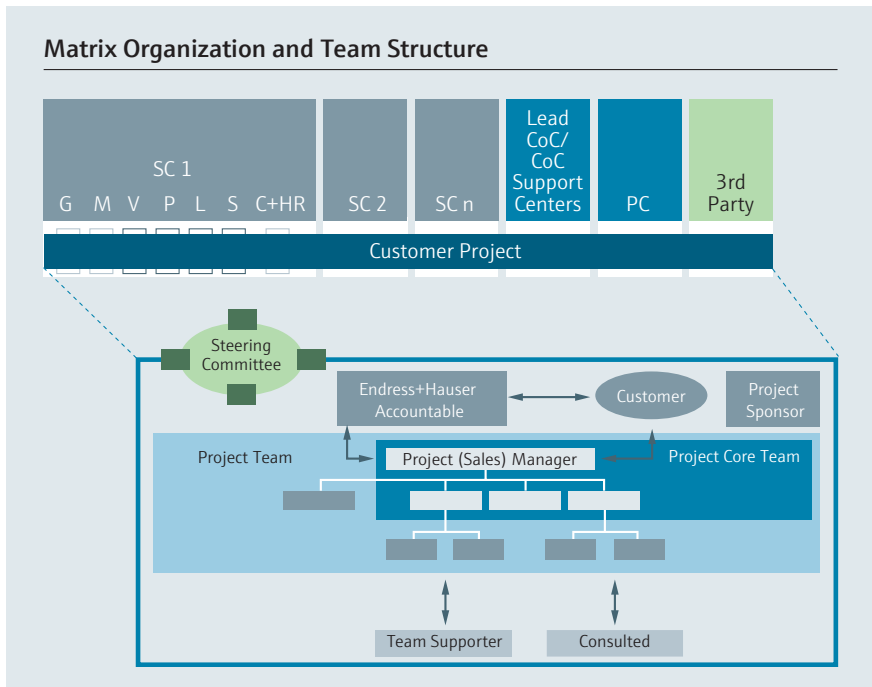 Matrix Organization and Team Structure
SC 1
G M V P L S C+HR
SC 2
SC n
Lead
CoC/
CoC
Support
Centers
PC
3rd
Party
Customer Project
Steering
Committee
Endress+Hauser
Accountable
Customer
Project
Sponsor
Project Team
Project (Sales) Manager
Project Core Team
Team Supporter
Consulted